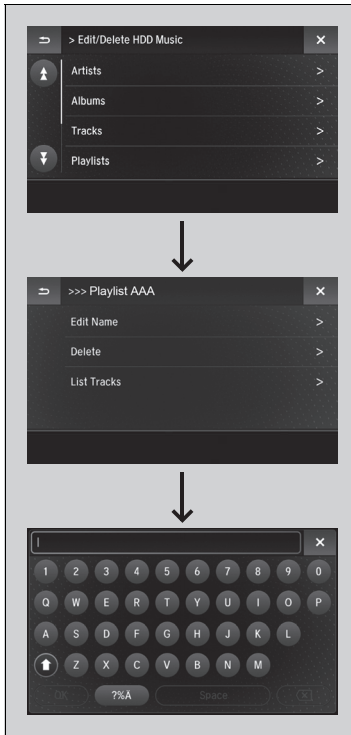 > Edit/Delete HDD Music
Artists >
Albums >
Tracks >
Playlists >
>>> Playlist AAA
Edit Name >
Delete >
List Tracks >
1 2 3 4 5 6 7 8 9 0
Q W E R T Y U I O P
A S D F G H J K L
Z X C V B N M
OK ?%Ä Space